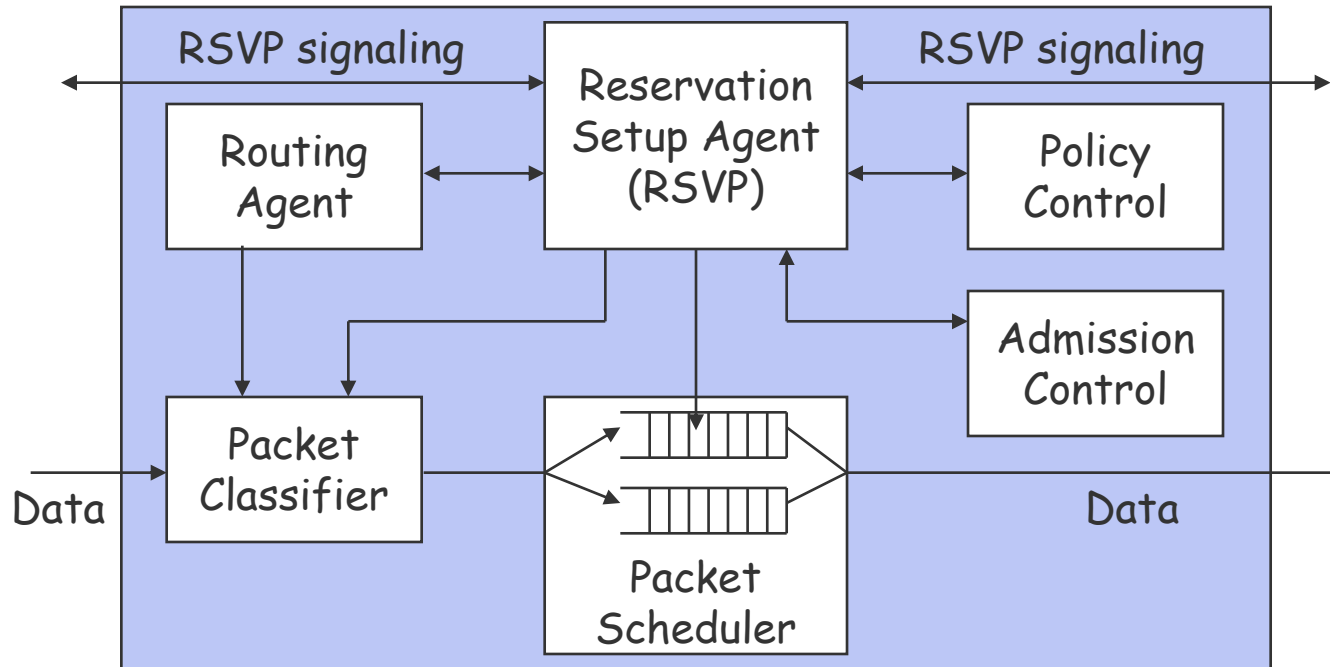 RSVP signaling
Reservation
Setup Agent
(RSVP)
RSVP signaling
Routing
Agent
Policy
Control
Admission
Control
Data
Packet
Classifier
Packet
Scheduler
Data